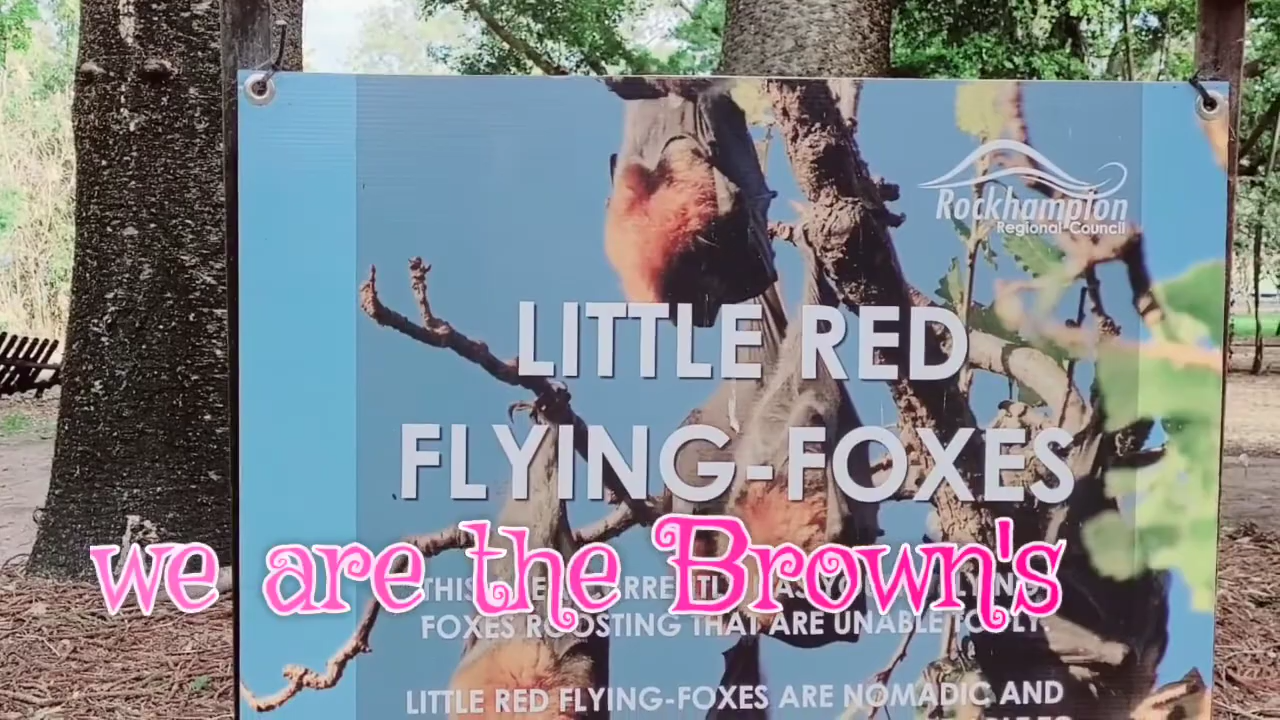 Rockhampton
Regional Council
LITTLE RED
FLYING-FOXES
we are the Brown's
FOXES ROOSTING THAT ARE UNABLE TO FLY
LITTLE RED FLYING-FOXES ARE NOMADIC AND